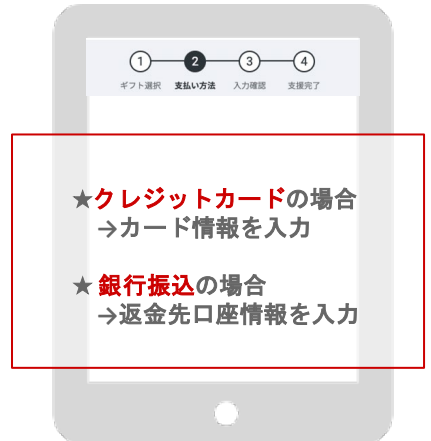 1 2 3 4
ギフト選択 支払い方法 入力確認 支援完了
★クレジットカードの場合
→カード情報を入力
★銀行振込の場合
→返金先口座情報を入力